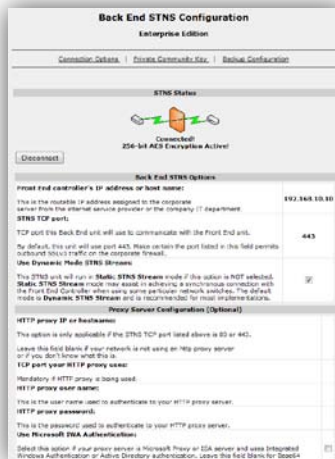 Back End STNS Configuration
Enterprise Edition
Connection Options | Private Community Key | Backup Configuration
STNS Status
Connected!
256-bit AES Encryption Active!
Disconnect
Back End STNS Options
Front End controller's IP address or host name:
This is the routable IP address assigned to the corporate
server from the internet service provider or the company IT department.
192.168.10.10
STNS TCP port:
TCP port this Back End unit will use to communicate with the Front End unit.
By default, this unit will use port 443. Make certain the port listed in this field permits
outbound traffic on the corporate firewall.
443
Use Dynamic Mode STNS Stream:
This STNS unit will run in Static STNS Stream mode if this option is NOT selected.
Static STNS Stream mode may assist in achieving a synchronous connection with
the Front End Controller when using some particular network switches. The default
mode is Dynamic STNS Stream and is recommended for most implementations.
Proxy Server Configuration (Optional)
HTTP proxy IP or hostname:
This option is only applicable if the STNS TCP port listed above is 80 or 443.
Leave this field blank if your network is not using an http proxy server
or if you don't know what this is.
TCP port your HTTP proxy uses:
Mandatory if HTTP proxy is being used.
HTTP proxy user name:
This is the user name used to authenticate to your HTTP proxy server.
HTTP proxy password:
This is the password used to authenticate to your HTTP proxy server.
Use Microsoft IWA Authentication:
Select this option if your proxy server is Microsoft Proxy or ISA server and uses Integrated
Windows Authentication or Active Directory authentication. Leave this field blank for Base64